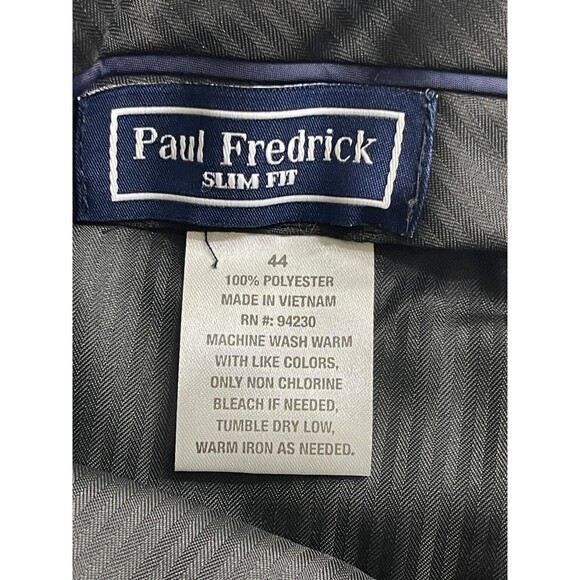 Paul Fredrick
SLIM FIT
44
100% POLYESTER
MADE IN VIETNAM
RN #: 94230
MACHINE WASH WARM
WITH LIKE COLORS,
ONLY NON CHLORINE
BLEACH IF NEEDED,
TUMBLE DRY LOW,
WARM IRON AS NEEDED.